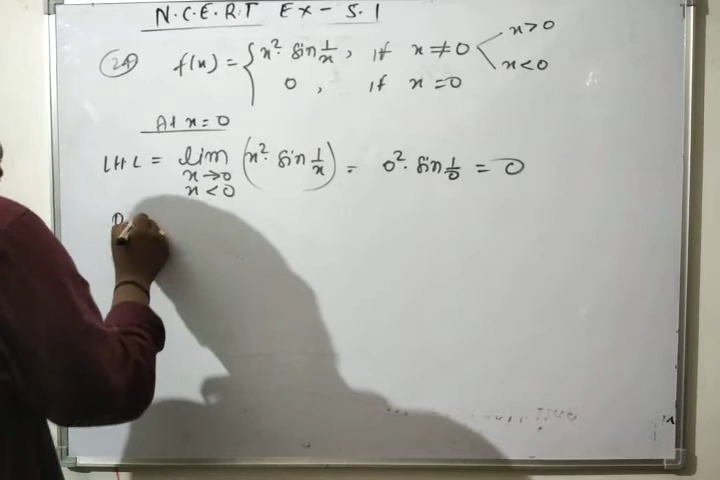 N.C.E.R.T EX - 5.1
(24) f(x) = { x². sin 1/x , if x ≠ 0 < x>0
x<0
0 , if x = 0
At x = 0
LHL = lim x→0 x<0 (x². sin 1/x) = 0². sin 1/0 = 0